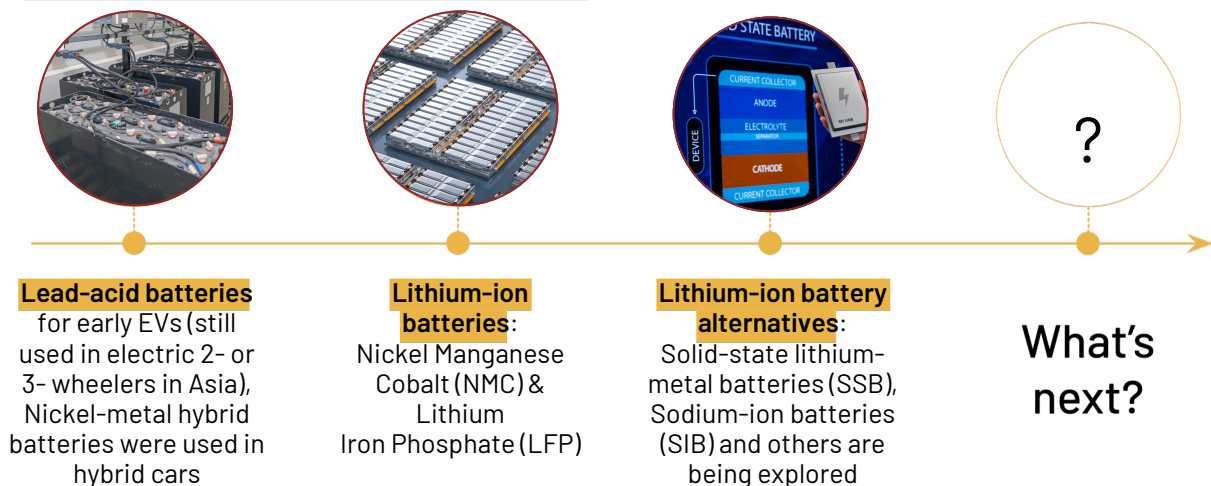 D STATE BATTERY
CURRENT COLLECTOR
ANODE
ELECTROLYTE
SEPARATOR
CATHODE
CURRENT COLLECTOR
DEVICE
?
Lead-acid batteries
for early EVs (still
used in electric 2- or
3- wheelers in Asia),
Nickel-metal hybrid
batteries were used in
hybrid cars
Lithium-ion
batteries:
Nickel Manganese
Cobalt (NMC) &
Lithium
Iron Phosphate (LFP)
Lithium-ion battery
alternatives:
Solid-state lithium-
metal batteries (SSB),
Sodium-ion batteries
(SIB) and others are
being explored
What's
next?